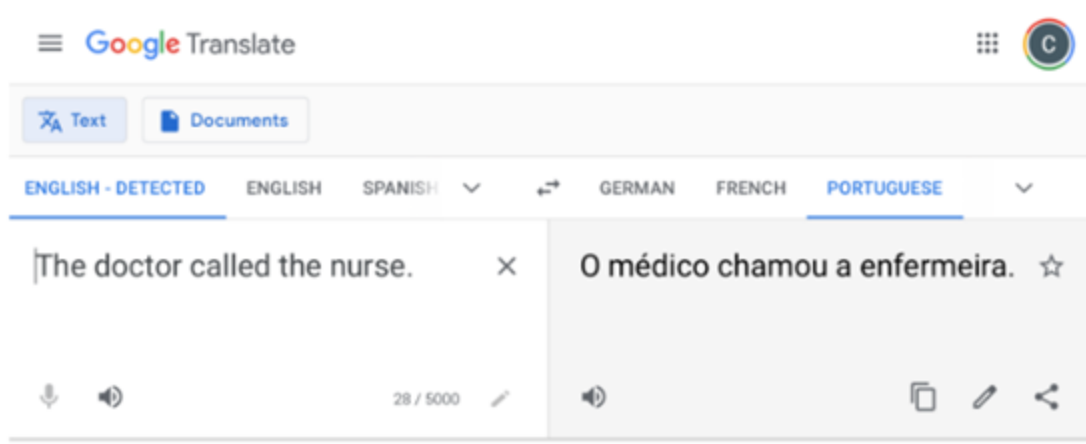 Google Translate
C
Text Documents
ENGLISH - DETECTED ENGLISH SPANISH GERMAN FRENCH PORTUGUESE
The doctor called the nurse. O médico chamou a enfermeira.
28 / 5000